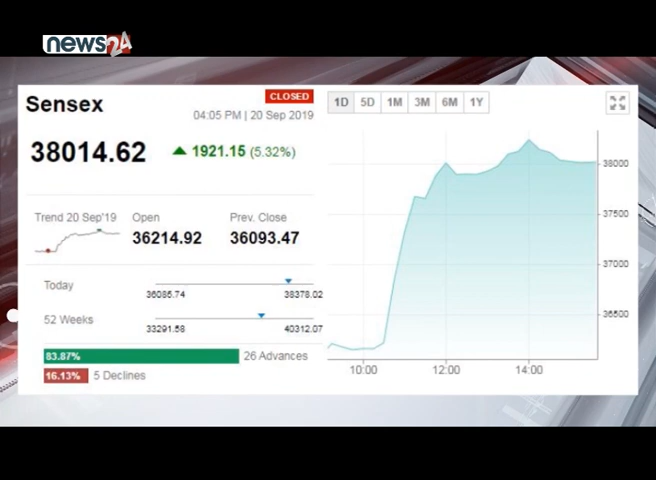 news24
Sensex
CLOSED
04:05 PM | 20 Sep 2019
38014.62
1921.15 (5.32%)
Trend 20 Sep'19
Open
Prev. Close
36214.92
36093.47
Today
36085.74
38378.02
52 Weeks
33291.58
40312.07
83.87%
26 Advances
16.13%
5 Declines
1D
5D
1M
3M
6M
1Y
38000
37500
37000
36500
10:00
12:00
14:00